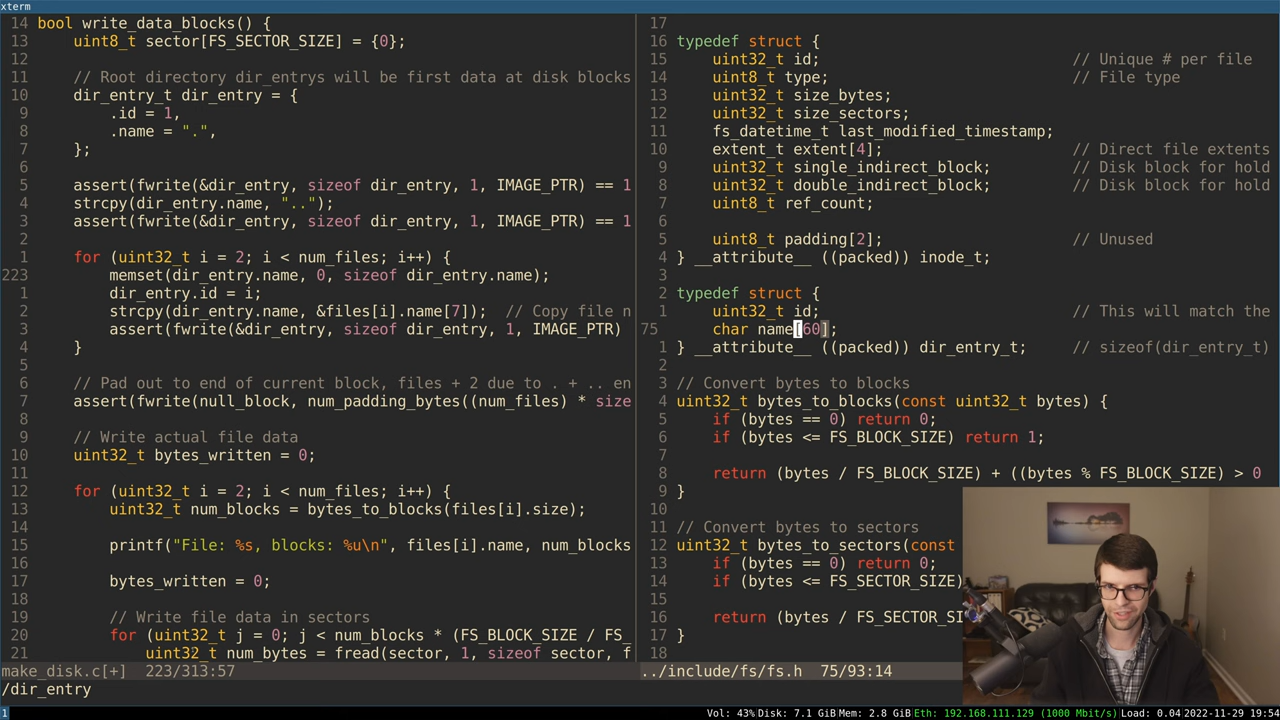 xterm
14 bool write_data_blocks() {
13 uint8_t sector[FS_SECTOR_SIZE] = {0};
12
11 // Root directory dir_entrys will be first data at disk blocks
10 dir_entry_t dir_entry = {
9 .id = 1,
8 .name = ".",
7 };
6
5 assert(fwrite(&dir_entry, sizeof dir_entry, 1, IMAGE_PTR) == 1
4 strcpy(dir_entry.name, "..");
3 assert(fwrite(&dir_entry, sizeof dir_entry, 1, IMAGE_PTR) == 1
2
1 for (uint32_t i = 2; i < num_files; i++) {
223 memset(dir_entry.name, 0, sizeof dir_entry.name);
1 dir_entry.id = i;
2 strcpy(dir_entry.name, &files[i].name[7]); // Copy file n
3 assert(fwrite(&dir_entry, sizeof dir_entry, 1, IMAGE_PTR)
4 }
5
6 // Pad out to end of current block, files + 2 due to . + .. en
7 assert(fwrite(null_block, num_padding_bytes((num_files) * size
8
9 // Write actual file data
10 uint32_t bytes_written = 0;
11
12 for (uint32_t i = 2; i < num_files; i++) {
13 uint32_t num_blocks = bytes_to_blocks(files[i].size);
14
15 printf("File: %s, blocks: %u\n", files[i].name, num_blocks
16
17 bytes_written = 0;
18
19 // Write file data in sectors
20 for (uint32_t j = 0; j < num_blocks * (FS_BLOCK_SIZE / FS_
21 uint32_t num_bytes = fread(sector, 1, sizeof sector, f
make_disk.c[+] 223/313:57
/dir_entry
17
16 typedef struct {
15 uint32_t id; // Unique # per file
14 uint8_t type; // File type
13 uint32_t size_bytes;
12 uint32_t size_sectors;
11 fs_datetime_t last_modified_timestamp;
10 extent_t extent[4]; // Direct file extents
9 uint32_t single_indirect_block; // Disk block for hold
8 uint32_t double_indirect_block; // Disk block for hold
7 uint8_t ref_count;
6
5 uint8_t padding[2]; // Unused
4 } __attribute__ ((packed)) inode_t;
3
2 typedef struct {
1 uint32_t id; // This will match the
75 char name[60];
1 } __attribute__ ((packed)) dir_entry_t; // sizeof(dir_entry_t)
2
3 // Convert bytes to blocks
4 uint32_t bytes_to_blocks(const uint32_t bytes) {
5 if (bytes == 0) return 0;
6 if (bytes <= FS_BLOCK_SIZE) return 1;
7
8 return (bytes / FS_BLOCK_SIZE) + ((bytes % FS_BLOCK_SIZE) > 0
9 }
10
11 // Convert bytes to sectors
12 uint32_t bytes_to_sectors(const
13 if (bytes == 0) return 0;
14 if (bytes <= FS_SECTOR_SIZE)
15
16 return (bytes / FS_SECTOR_SI
17 }
18
../include/fs/fs.h 75/93:14
1 Vol: 43% Disk: 7.1 GiB Mem: 2.8 GiB Eth: 192.168.111.129 (1000 Mbit/s) Load: 0.04 2022-11-29 19:54